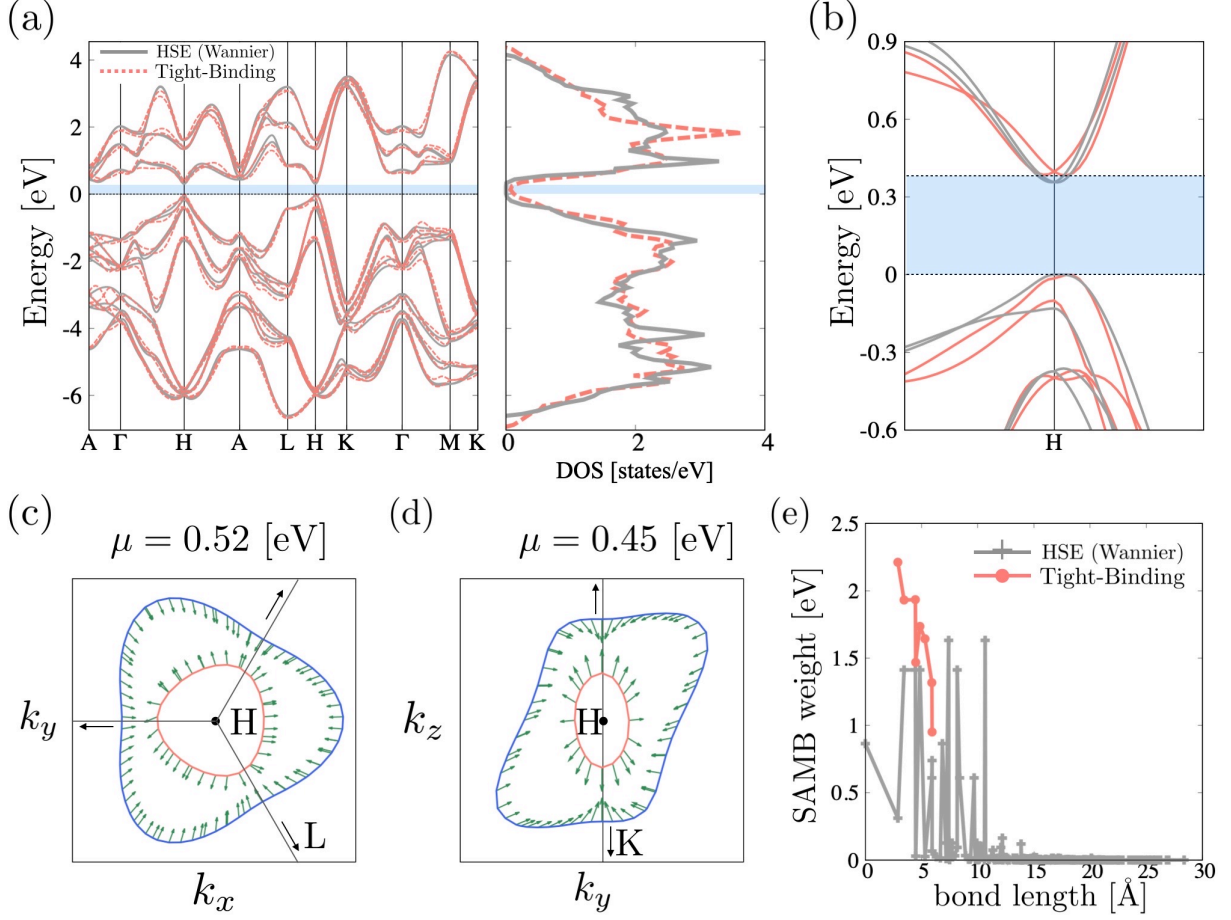 (a)
HSE (Wannier)
Tight-Binding
Energy [eV]
4
2
0
-2
-4
-6
A Γ H A L H K Γ M K
0 2 4
DOS [states/eV]
(b)
Energy [eV]
0.9
0.6
0.3
0
-0.3
-0.6
H
(c)
μ = 0.52 [eV]
k_y
H
L
k_x
(d)
μ = 0.45 [eV]
k_z
H
K
k_y
(e)
SAMB weight [eV]
2.5
2
1.5
1
0.5
0
HSE (Wannier)
Tight-Binding
0 5 10 15 20 25 30
bond length [Å]